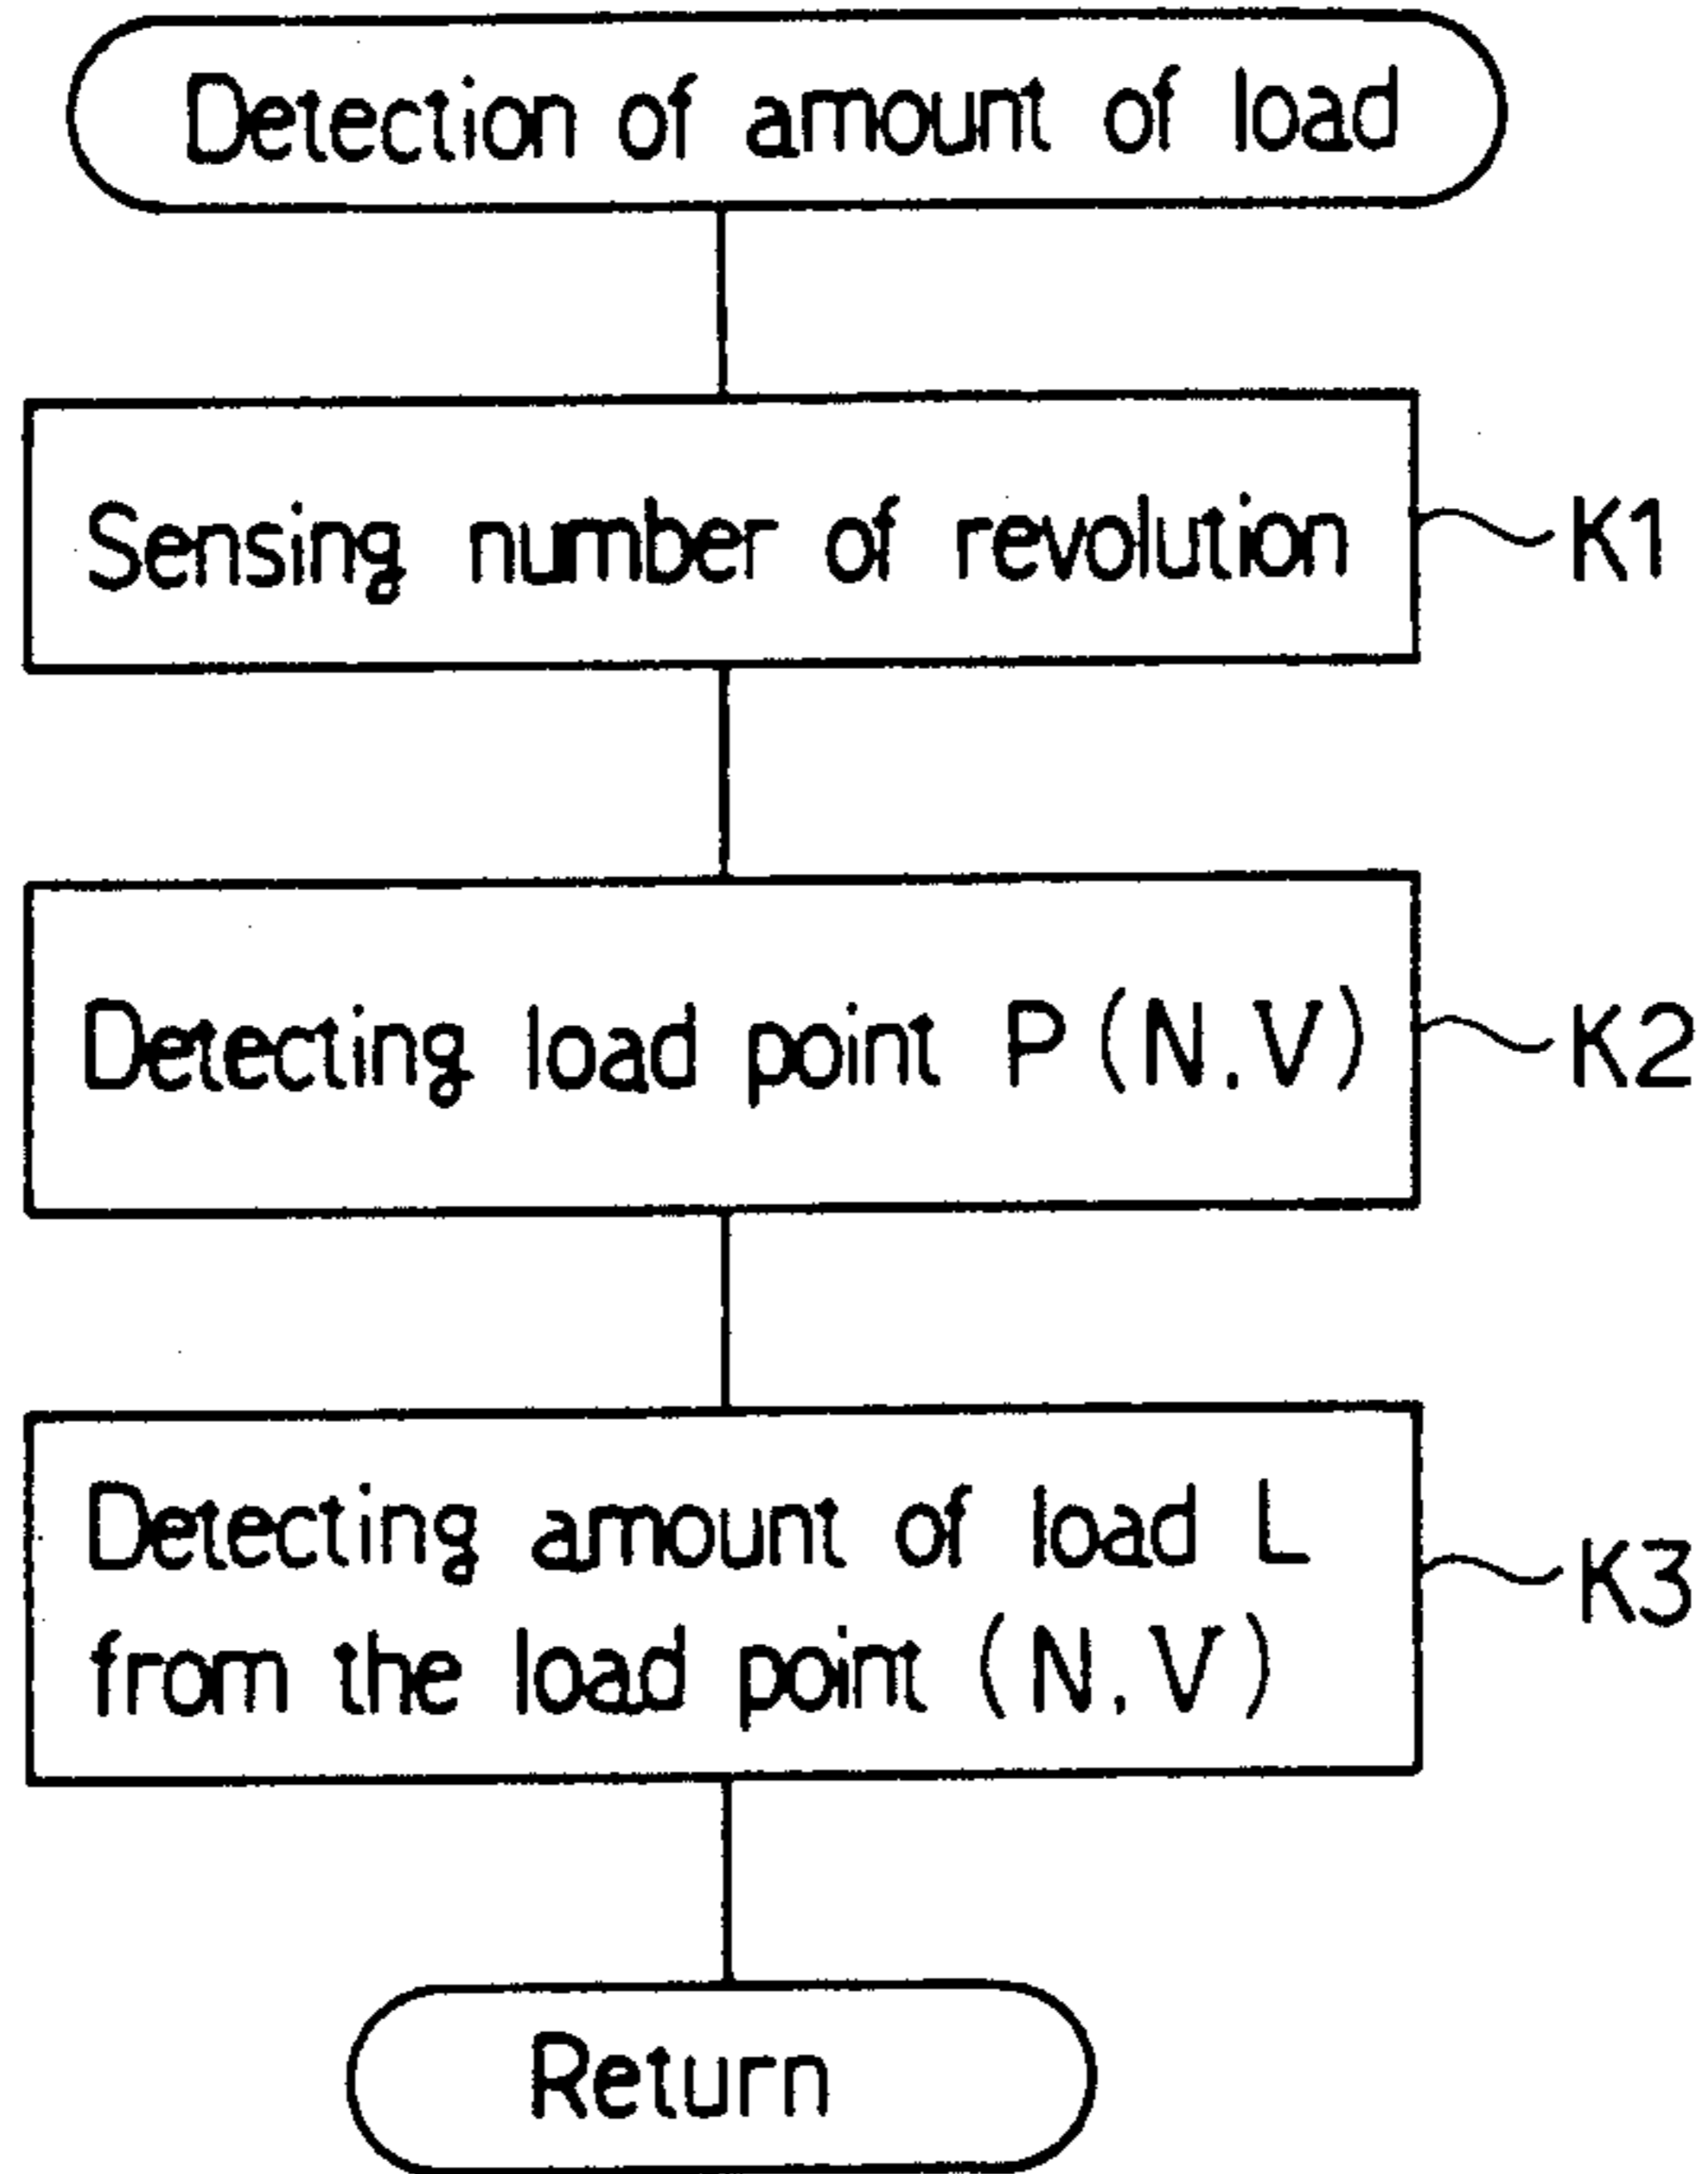 Detection of amount of load
Sensing number of revolution
K1
Detecting load point P (N.V)
K2
Detecting amount of load L
from the load point (N.V)
K3
Return